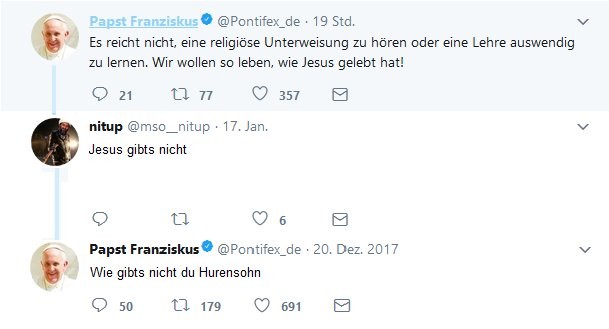 Papst Franziskus @Pontifex_de · 19 Std.
Es reicht nicht, eine religiöse Unterweisung zu hören oder eine Lehre auswendig
zu lernen. Wir wollen so leben, wie Jesus gelebt hat!
21 77 357
nitup @mso__nitup · 17. Jan.
Jesus gibts nicht
6
Papst Franziskus @Pontifex_de · 20. Dez. 2017
Wie gibts nicht du Hurensohn
50 179 691